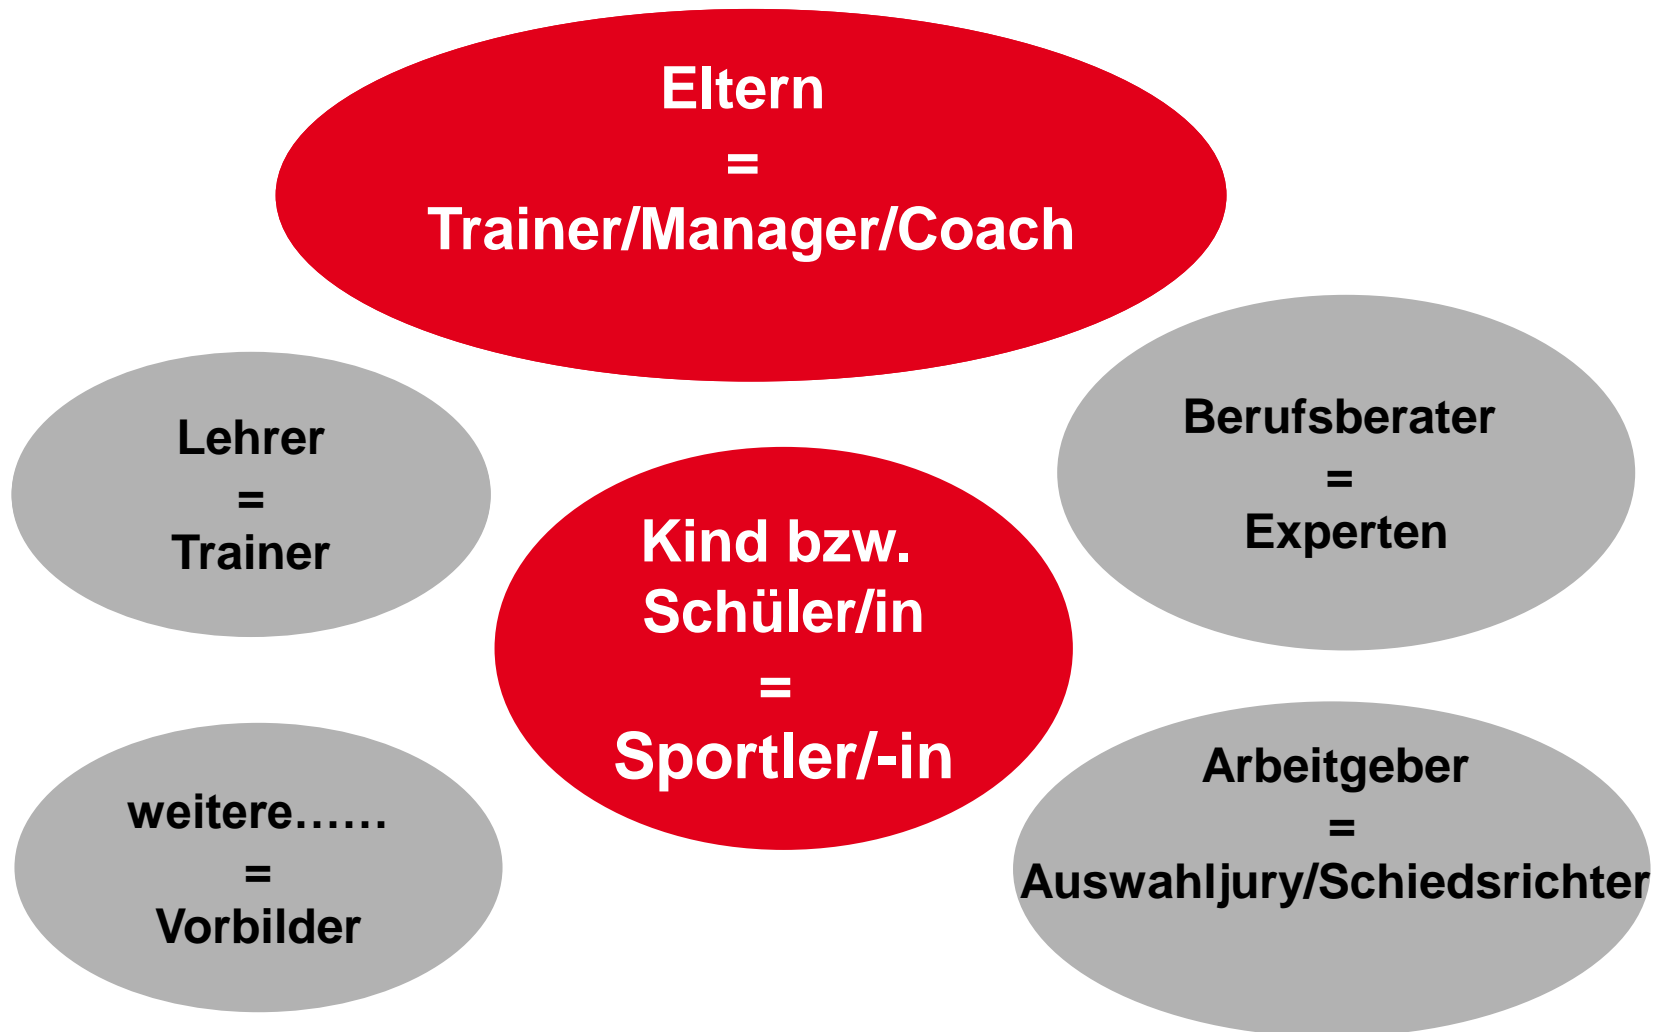 Eltern
=
Trainer/Manager/Coach
Lehrer
=
Trainer
Berufsberater
=
Experten
Kind bzw.
Schüler/in
=
Sportler/-in
weitere……
=
Vorbilder
Arbeitgeber
=
Auswahljury/Schiedsrichter